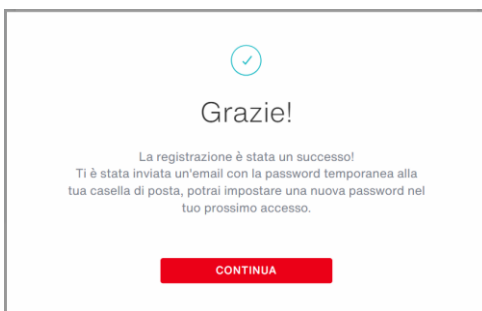 Grazie!
La registrazione è stata un successo!
Ti è stata inviata un'email con la password temporanea alla
tua casella di posta, potrai impostare una nuova password nel
tuo prossimo accesso.
CONTINUA